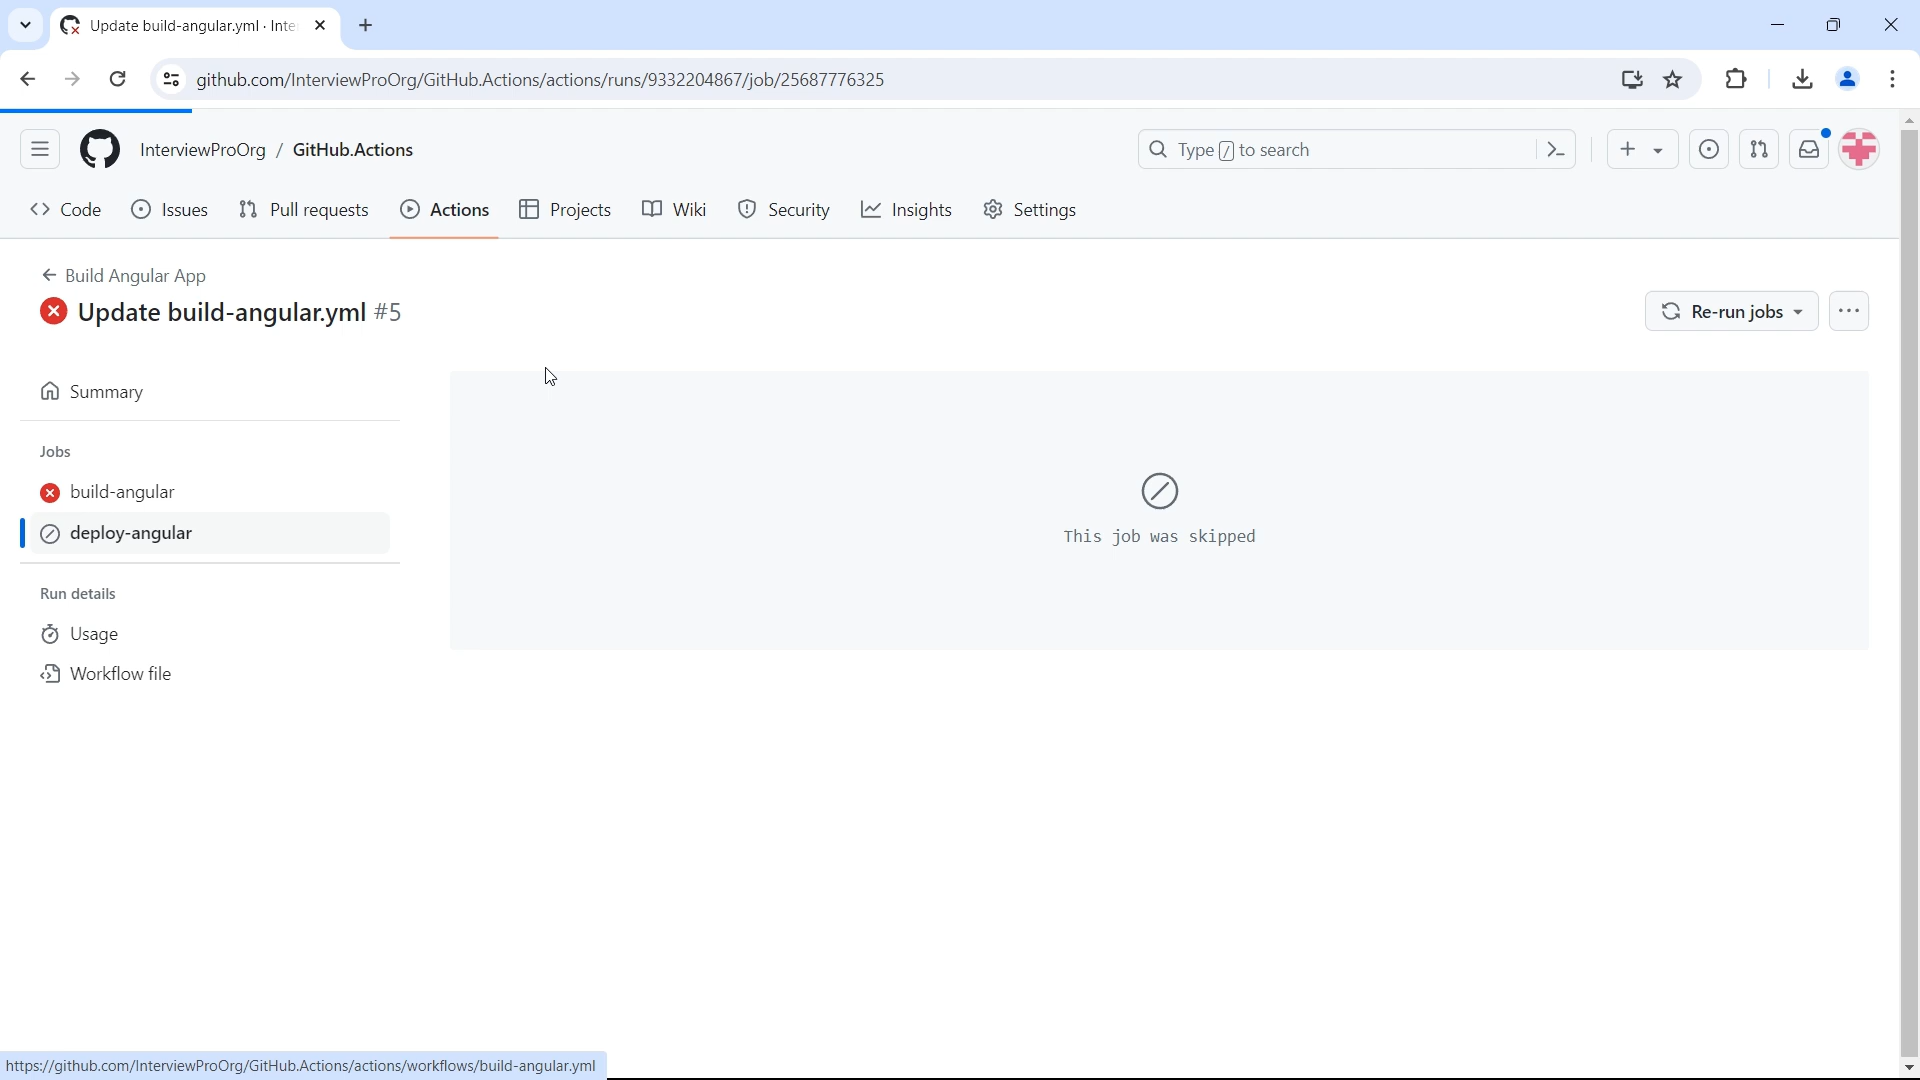 Update build-angular.yml · Inte
github.com/InterviewProOrg/GitHub.Actions/actions/runs/9332204867/job/25687776325
InterviewProOrg / GitHub.Actions
Type / to search
Code
Issues
Pull requests
Actions
Projects
Wiki
Security
Insights
Settings
Build Angular App
Update build-angular.yml #5
Re-run jobs
Summary
Jobs
build-angular
deploy-angular
This job was skipped
Run details
Usage
Workflow file
https://github.com/InterviewProOrg/GitHub.Actions/actions/workflows/build-angular.yml